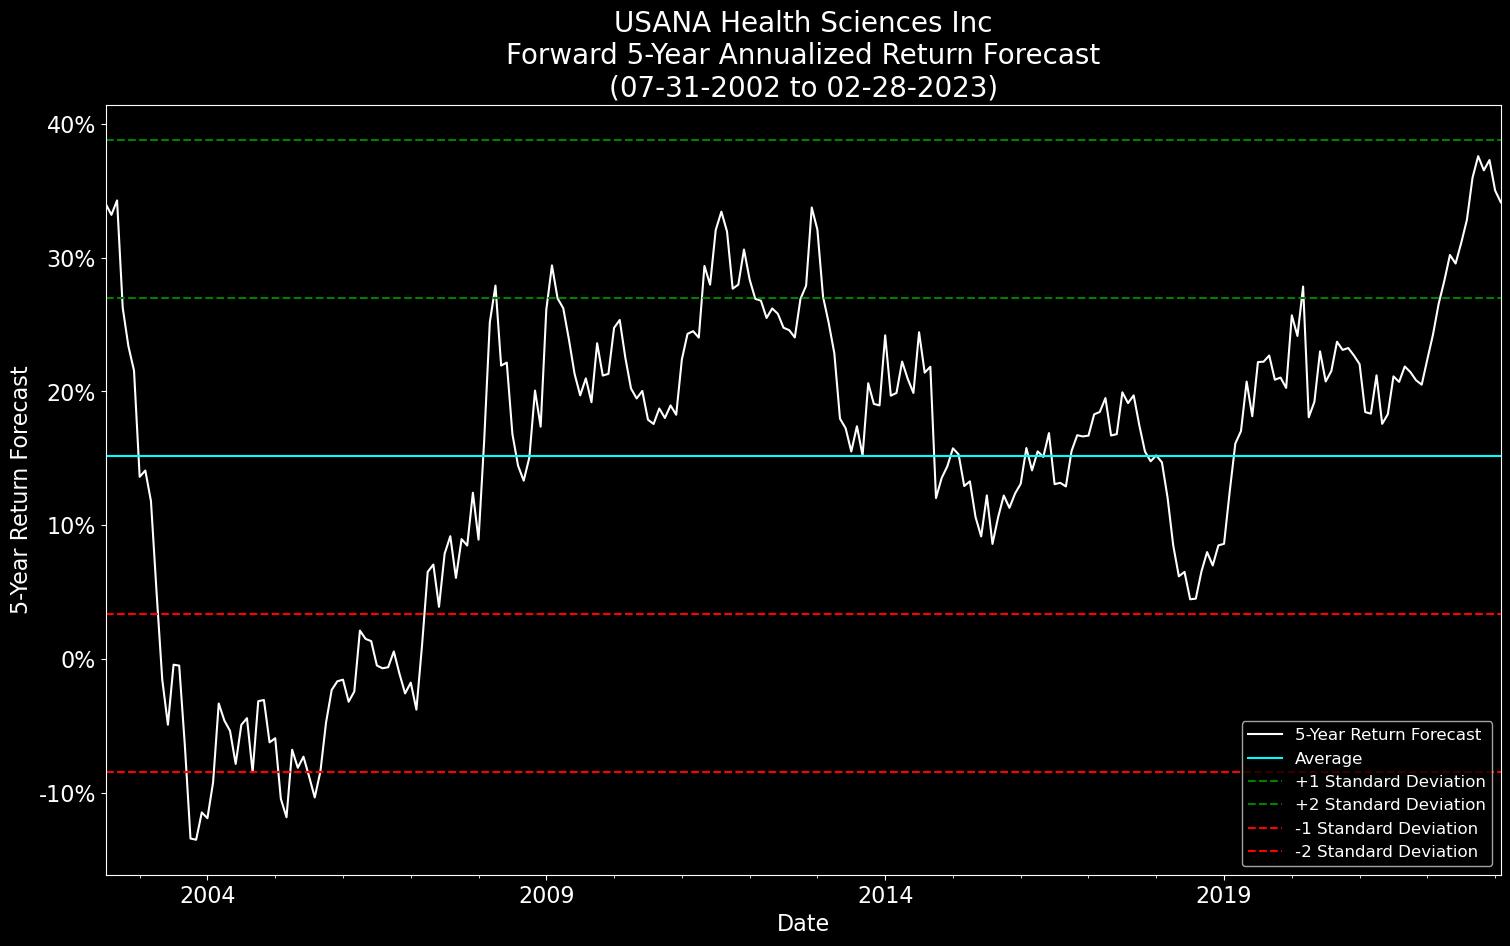 USANA Health Sciences Inc
Forward 5-Year Annualized Return Forecast
(07-31-2002 to 02-28-2023)
5-Year Return Forecast
40%
30%
20%
10%
0%
-10%
5-Year Return Forecast
Average
+1 Standard Deviation
+2 Standard Deviation
-1 Standard Deviation
-2 Standard Deviation
2004 2009 2014 2019
Date